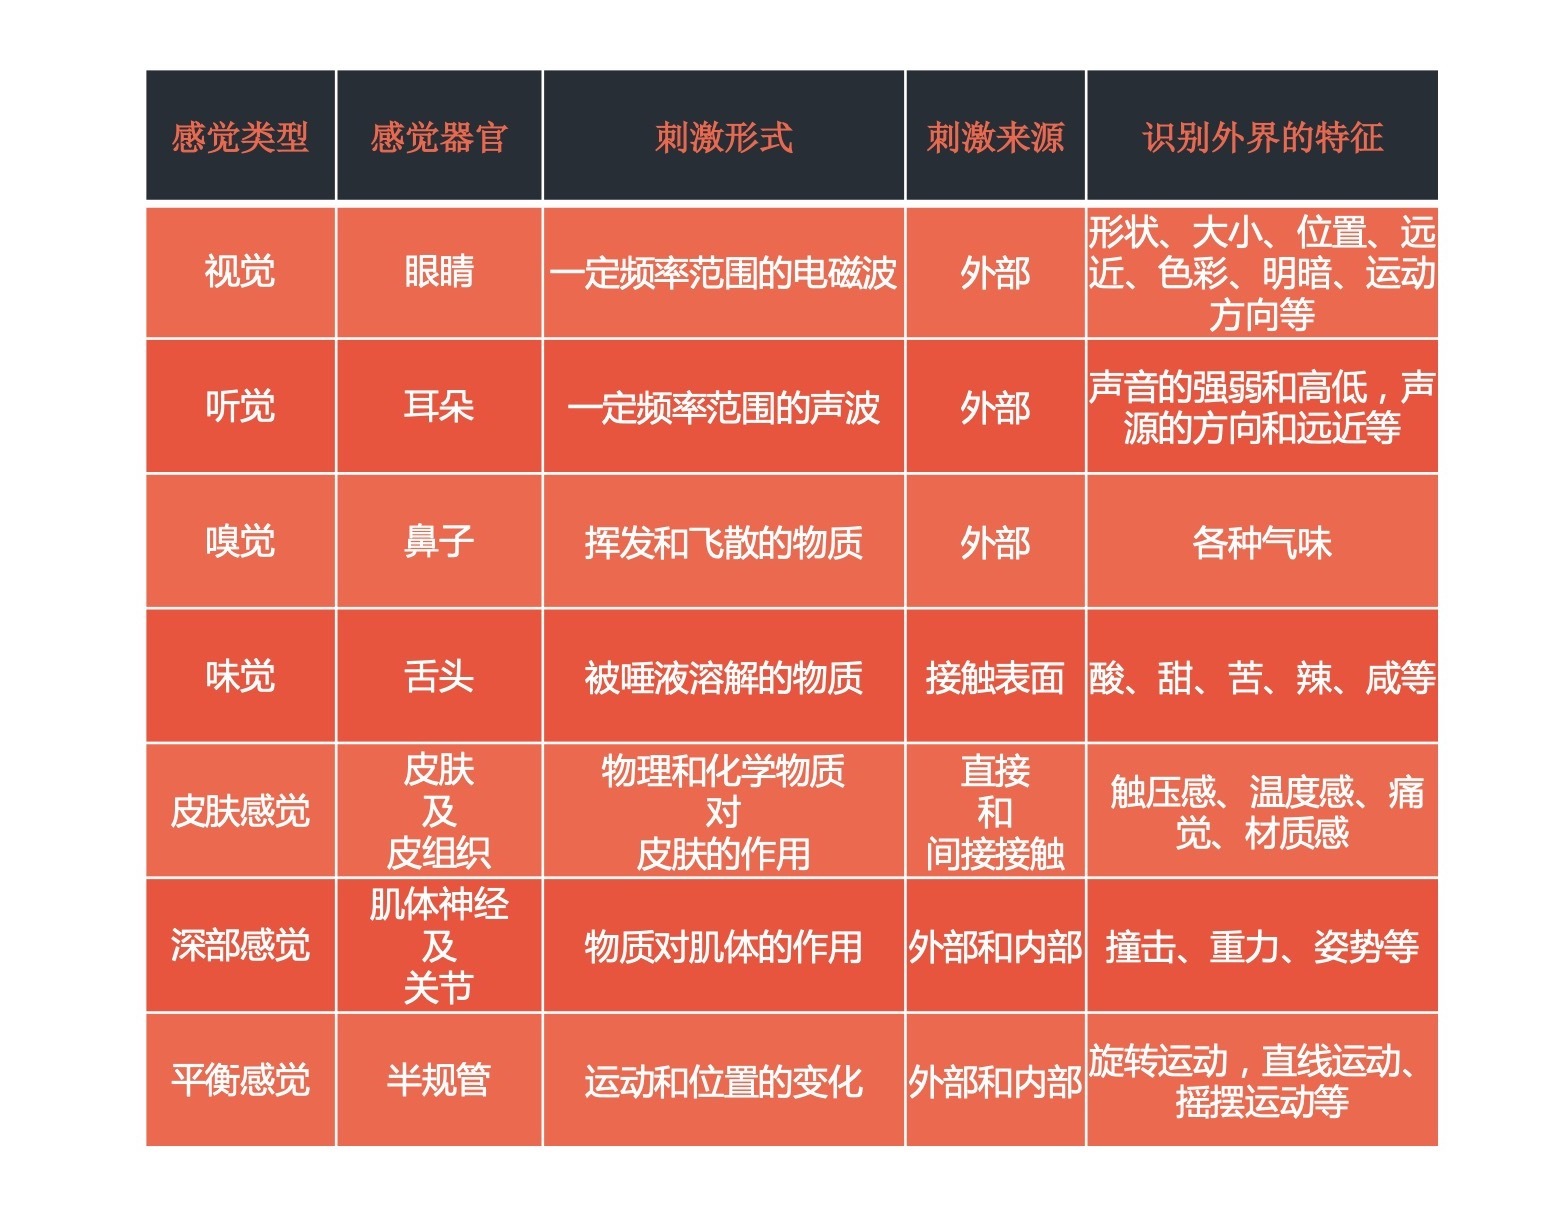 感觉类型 感觉器官 刺激形式 刺激来源 识别外界的特征
视觉 眼睛 一定频率范围的电磁波 外部 形状、大小、位置、远
近、色彩、明暗、运动
方向等
听觉 耳朵 一定频率范围的声波 外部 声音的强弱和高低，声
源的方向和远近等
嗅觉 鼻子 挥发和飞散的物质 外部 各种气味
味觉 舌头 被唾液溶解的物质 接触表面 酸、甜、苦、辣、咸等
皮肤感觉
皮肤
及
皮组织
物理和化学物质
对
皮肤的作用
直接
和
间接接触
触压感、温度感、痛
觉、材质感
深部感觉
肌体神经
及
关节
物质对肌体的作用 外部和内部 撞击、重力、姿势等
平衡感觉 半规管 运动和位置的变化 外部和内部 旋转运动，直线运动、
摇摆运动等